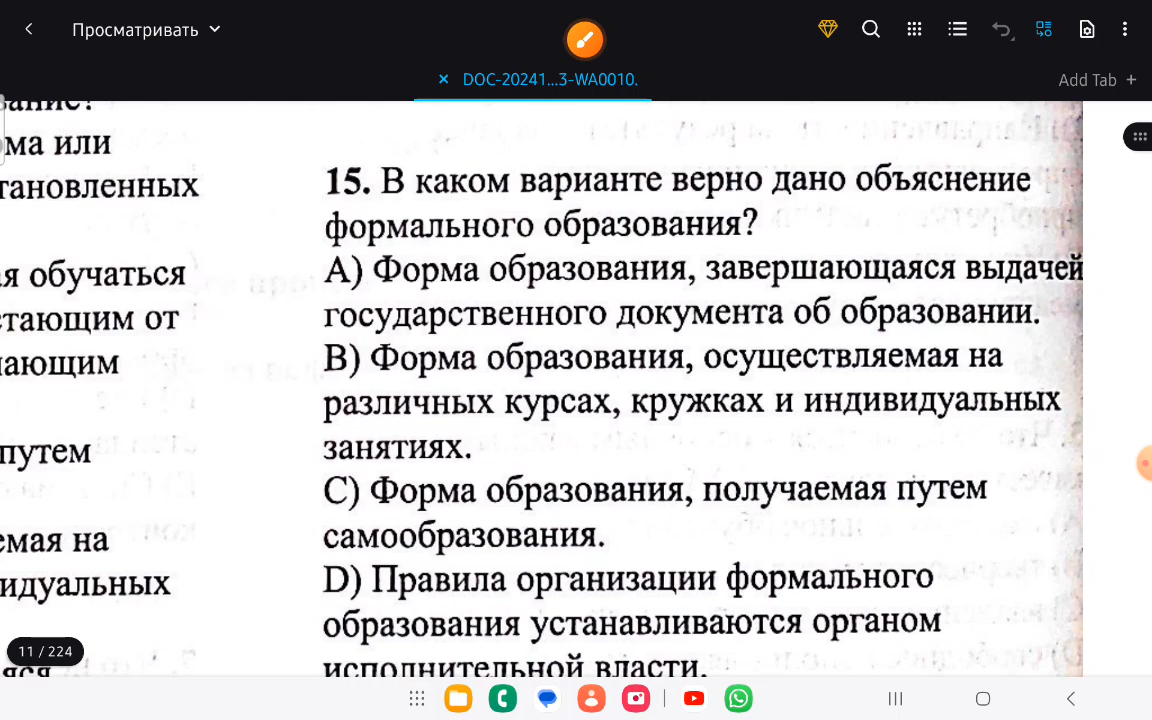 Просматривать
DOC-20241...3-WA0010.
Add Tab +
ма или
тановленных
обучаться
стающим от
ающим
путем
емая на
идуальных
15. В каком варианте верно дано объяснение
формального образования?
A) Форма образования, завершающаяся выдачей
государственного документа об образовании.
B) Форма образования, осуществляемая на
различных курсах, кружках и индивидуальных
занятиях.
C) Форма образования, получаемая путем
самообразования.
D) Правила организации формального
образования устанавливаются органом
исполнительной власти.
11 / 224